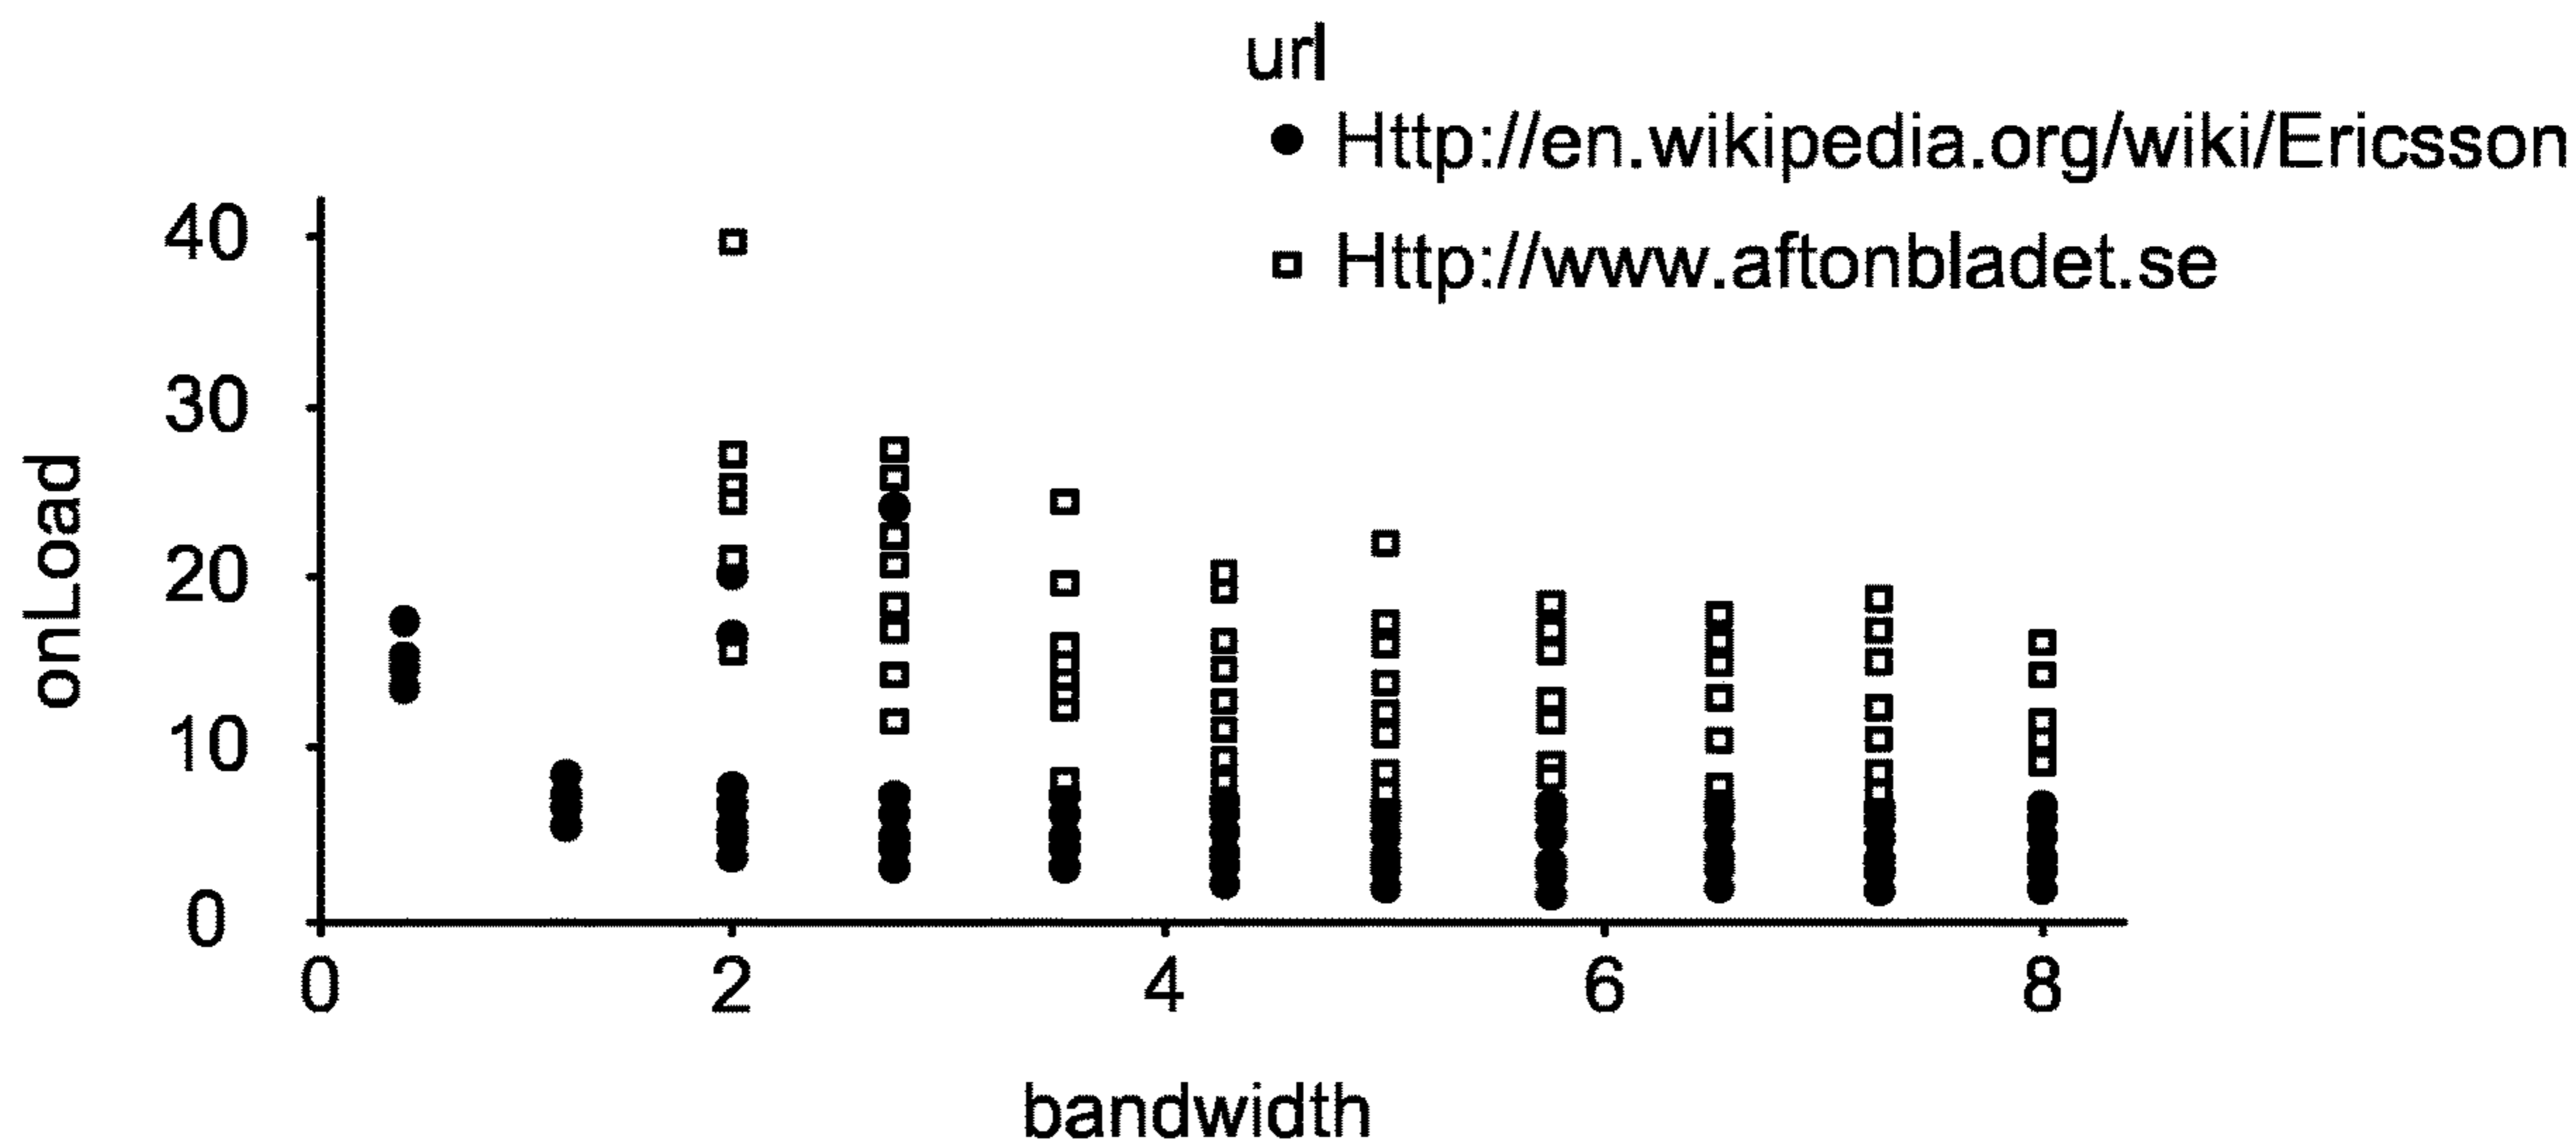 url
Http://en.wikipedia.org/wiki/Ericsson
Http://www.aftonbladet.se
40
30
20
10
0
onLoad
0 2 4 6 8
bandwidth